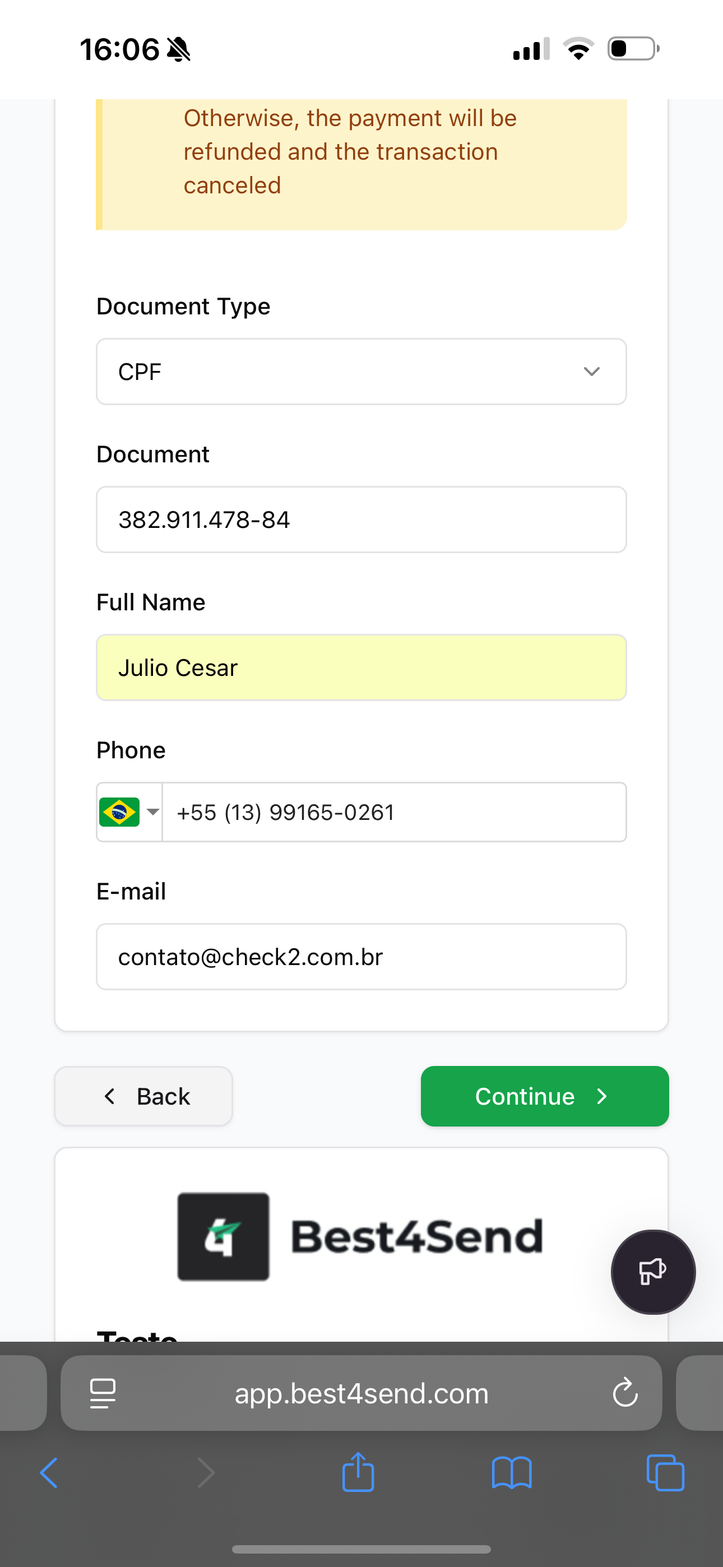 16:06
Otherwise, the payment will be
refunded and the transaction
canceled
Document Type
CPF
Document
382.911.478-84
Full Name
Julio Cesar
Phone
+55 (13) 99165-0261
E-mail
contato@check2.com.br
Back
Continue
4 Best4Send
Teste
app.best4send.com